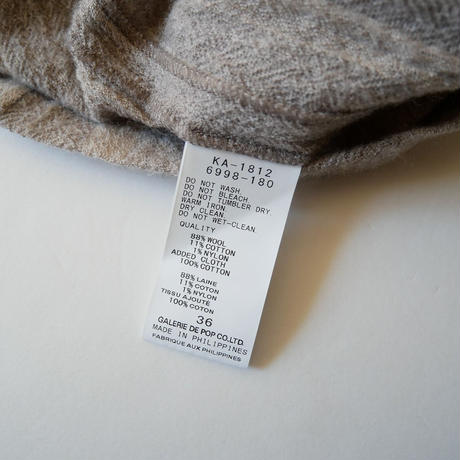 KA-1812
6998-180
DO NOT WASH.
DO NOT BLEACH.
DO NOT TUMBLER DRY.
WARM IRON.
DRY CLEAN.
DO NOT WET-CLEAN.
QUALITY
88% WOOL
11% COTTON
1% NYLON
ADDED CLOTH
100% COTTON
88% LAINE
11% COTON
1% NYLON
TISSU AJOUTÉ
100% COTON
36
GALERIE DE POP CO.LTD.
MADE IN PHILIPPINES
FABRIQUE AUX PHILIPPINES